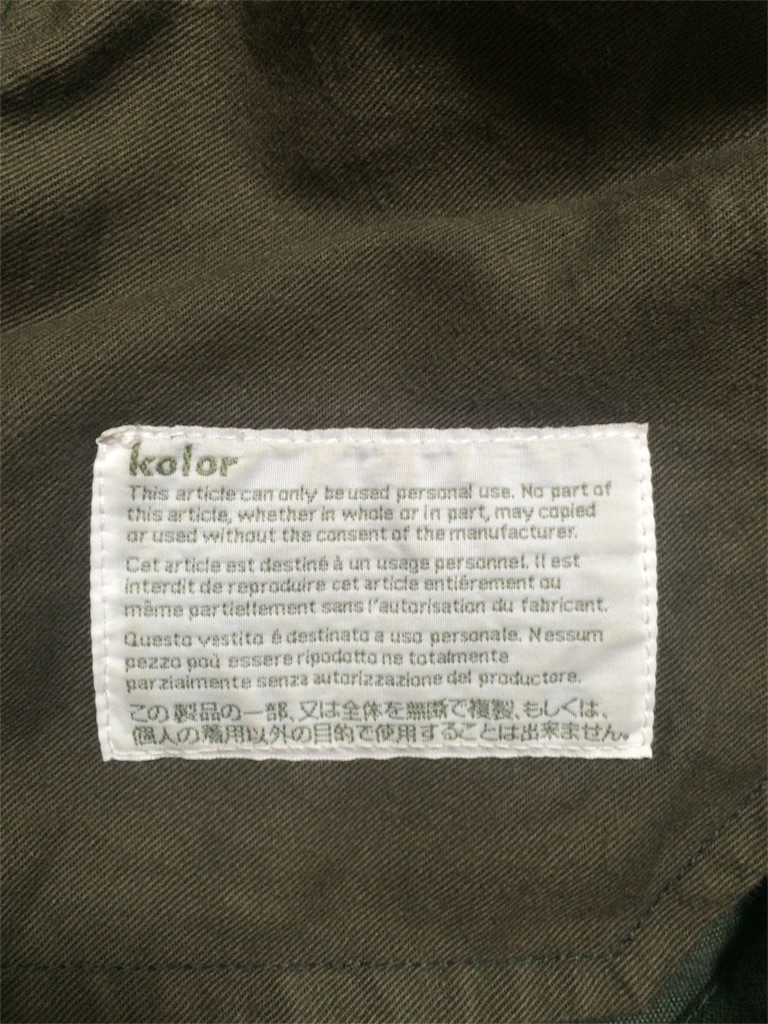 kolor
This article can only be used personal use. No part of
this article, whether in whole or in part, may copied
or used without the consent of the manufacturer.
Cet article est destiné à un usage personnel. Il est
interdit de reproduire cet article entiérement ou
même partiellement sans l'autorisation du fabricant.
Questo vestito é destinato a uso personale. Nessum
pezzo poú essere ripodotto ne totalmente
parzialmente senza autorizzazione del productore.
この製品の一部、又は全体を無断で複製、もしくは、
個人の着用以外の目的で使用することは出来ません。